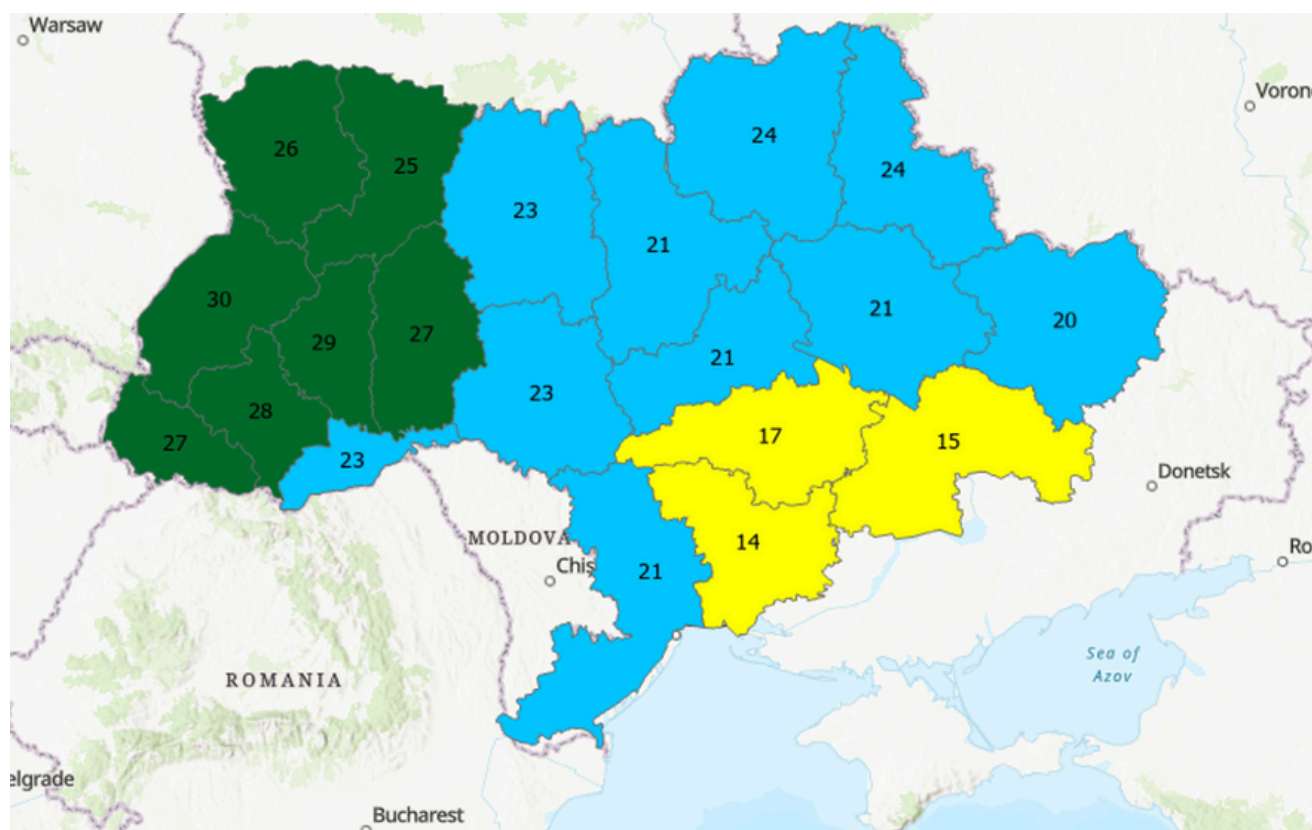 Warsaw
Voron
26
25
24
24
23
21
30
29
27
21
21
20
23
28
27
23
17
15
Donetsk
14
MOLDOVA
Chis
21
Ro
Sea of
Azov
ROMANIA
elgrade
Bucharest